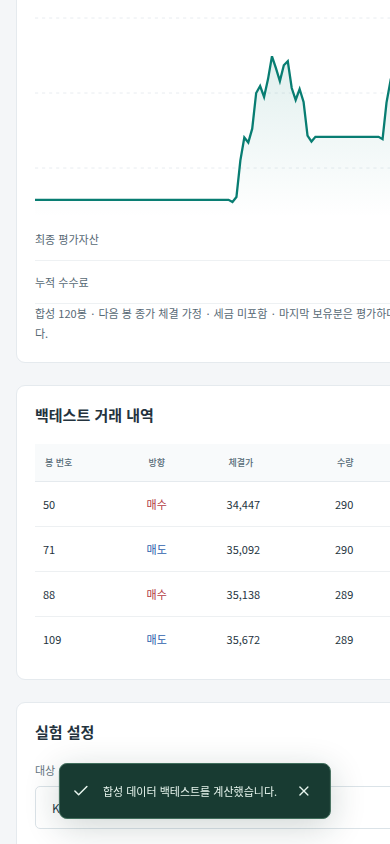 최종 평가자산
누적 수수료
합성 120봉 · 다음 봉 종가 체결 가정 · 세금 미포함 · 마지막 보유분은 평가하
다.
백테스트 거래 내역
봉 번호 방향 체결가 수량
50 매수 34,447 290
71 매도 35,092 290
88 매수 35,138 289
109 매도 35,672 289
실험 설정
대상
합성 데이터 백테스트를 계산했습니다.
K